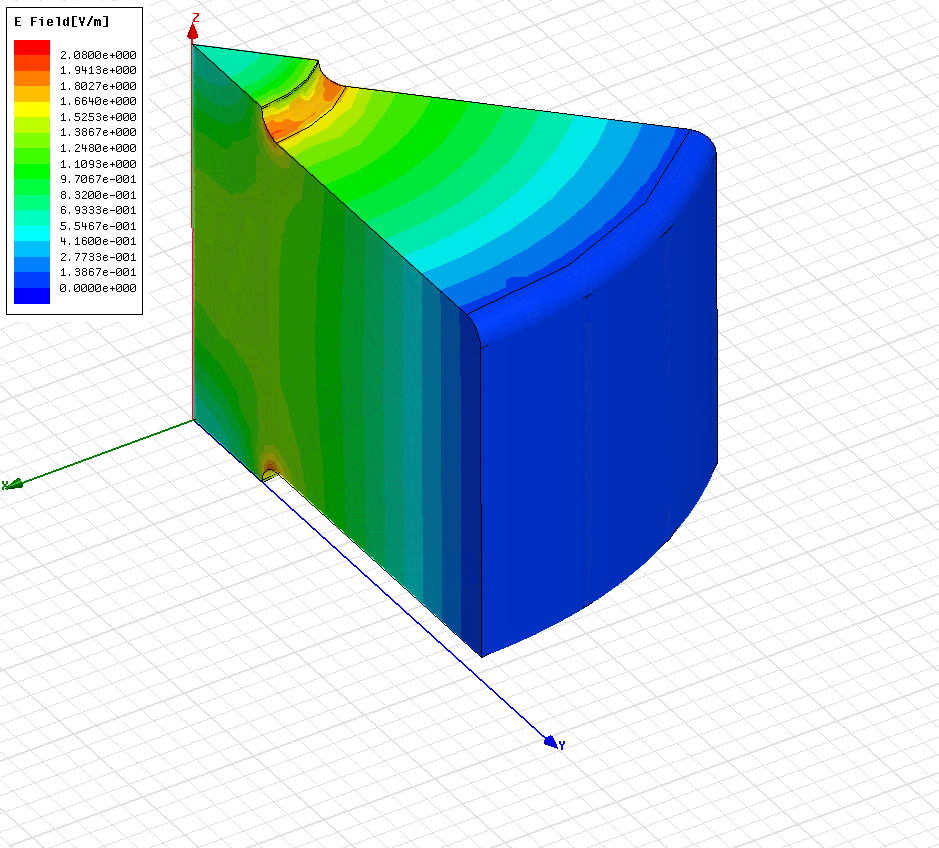 E Field[V/m]
2.0800e+000
1.9413e+000
1.8027e+000
1.6640e+000
1.5253e+000
1.3867e+000
1.2480e+000
1.1093e+000
9.7067e-001
8.3200e-001
6.9333e-001
5.5467e-001
4.1600e-001
2.7733e-001
1.3867e-001
0.0000e+000
Z
X
Y